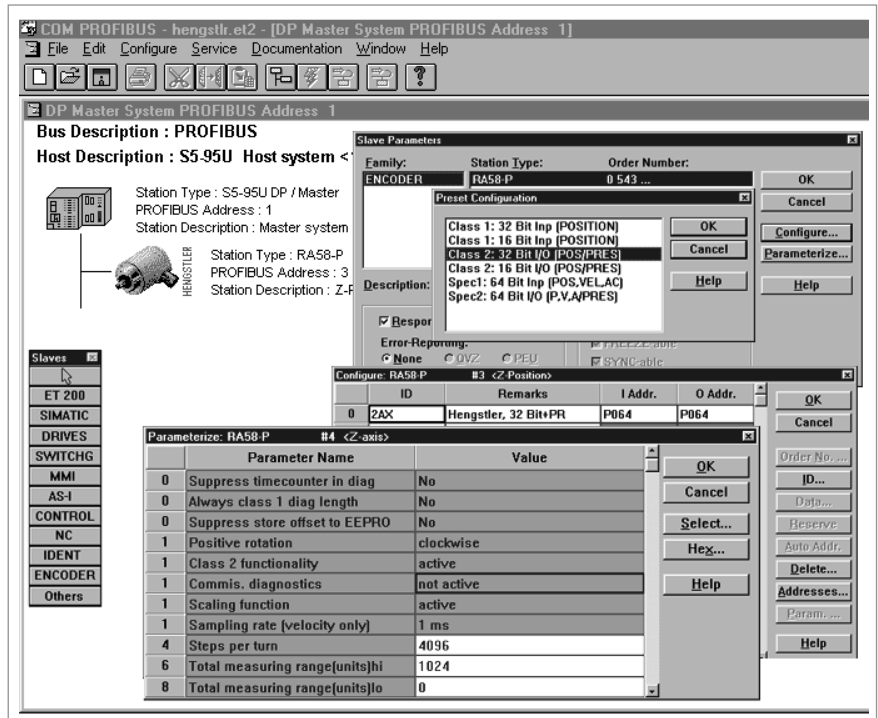 COM PROFIBUS - hengstlr.et2 - [DP Master System PROFIBUS Address 1]
File Edit Configure Service Documentation Window Help
DP Master System PROFIBUS Address 1
Bus Description : PROFIBUS
Host Description : S5-95U Host system <
Station Type : S5-95U DP / Master
PROFIBUS Address : 1
Station Description : Master system
HENGSTLER
Station Type : RA58-P
PROFIBUS Address : 3
Station Description : Z-P
Slave Parameters
Family: Station Type: Order Number:
ENCODER RA58-P 0 543 ...
OK
Cancel
Configure...
Parameterize...
Help
Description:
Respon
Error-Reporting:
None QVZ PEU
FREEZE-able
SYNC-able
Preset Configuration
Class 1: 32 Bit Inp (POSITION)
Class 1: 16 Bit Inp (POSITION)
Class 2: 32 Bit I/O (POS/PRES)
Class 2: 16 Bit I/O (POS/PRES)
Spec1: 64 Bit Inp (POS,VEL,AC)
Spec2: 64 Bit I/O (P,V,A/PRES)
OK
Cancel
Help
Slaves
ET 200
SIMATIC
DRIVES
SWITCHG
MMI
AS-I
CONTROL
NC
IDENT
ENCODER
Others
Configure: RA58-P #3 <Z-Position>
ID Remarks I Addr. O Addr.
0 2AX Hengstler, 32 Bit+PR P064 P064
OK
Cancel
Order No. ...
ID...
Data...
Reserve
Auto Addr.
Delete...
Addresses...
Param. ...
Help
Parameterize: RA58-P #4 <Z-axis>
Parameter Name Value
0 Suppress timecounter in diag No
0 Always class 1 diag length No
0 Suppress store offset to EEPRO No
1 Positive rotation clockwise
1 Class 2 functionality active
1 Commis. diagnostics not active
1 Scaling function active
1 Sampling rate (velocity only) 1 ms
4 Steps per turn 4096
6 Total measuring range(units)hi 1024
8 Total measuring range(units)lo 0
OK
Cancel
Select...
Hex...
Help